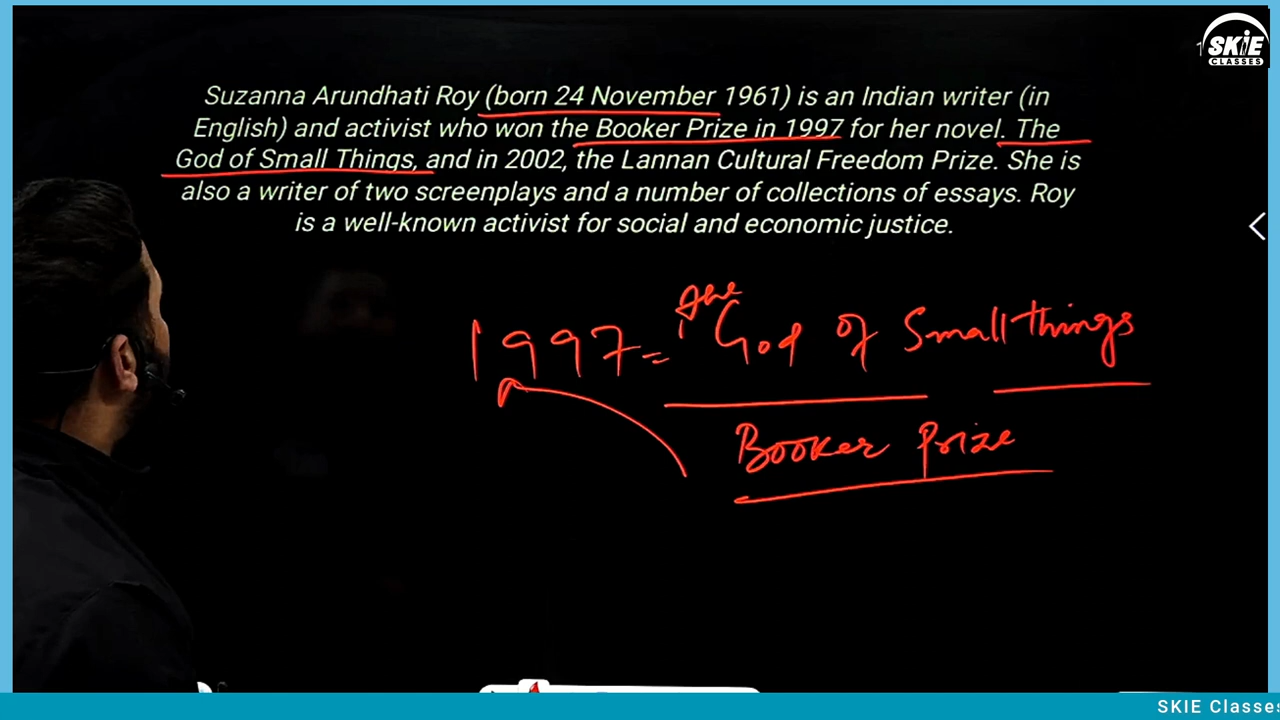 SKIE
CLASSES
Suzanna Arundhati Roy (born 24 November 1961) is an Indian writer (in
English) and activist who won the Booker Prize in 1997 for her novel. The
God of Small Things, and in 2002, the Lannan Cultural Freedom Prize. She is
also a writer of two screenplays and a number of collections of essays. Roy
is a well-known activist for social and economic justice.
the
1997 = God of Small things
Booker Prize
SKIE Classes